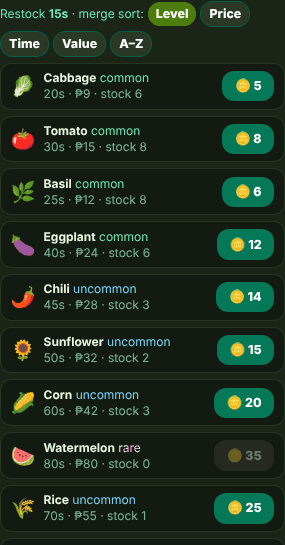 Restock 15s · merge sort: Level Price
Time Value A–Z
Cabbage common
20s · ₱9 · stock 6
5
Tomato common
30s · ₱15 · stock 8
8
Basil common
25s · ₱12 · stock 8
6
Eggplant common
40s · ₱24 · stock 6
12
Chili uncommon
45s · ₱28 · stock 3
14
Sunflower uncommon
50s · ₱32 · stock 2
15
Corn uncommon
60s · ₱42 · stock 3
20
Watermelon rare
80s · ₱80 · stock 0
35
Rice uncommon
70s · ₱55 · stock 1
25